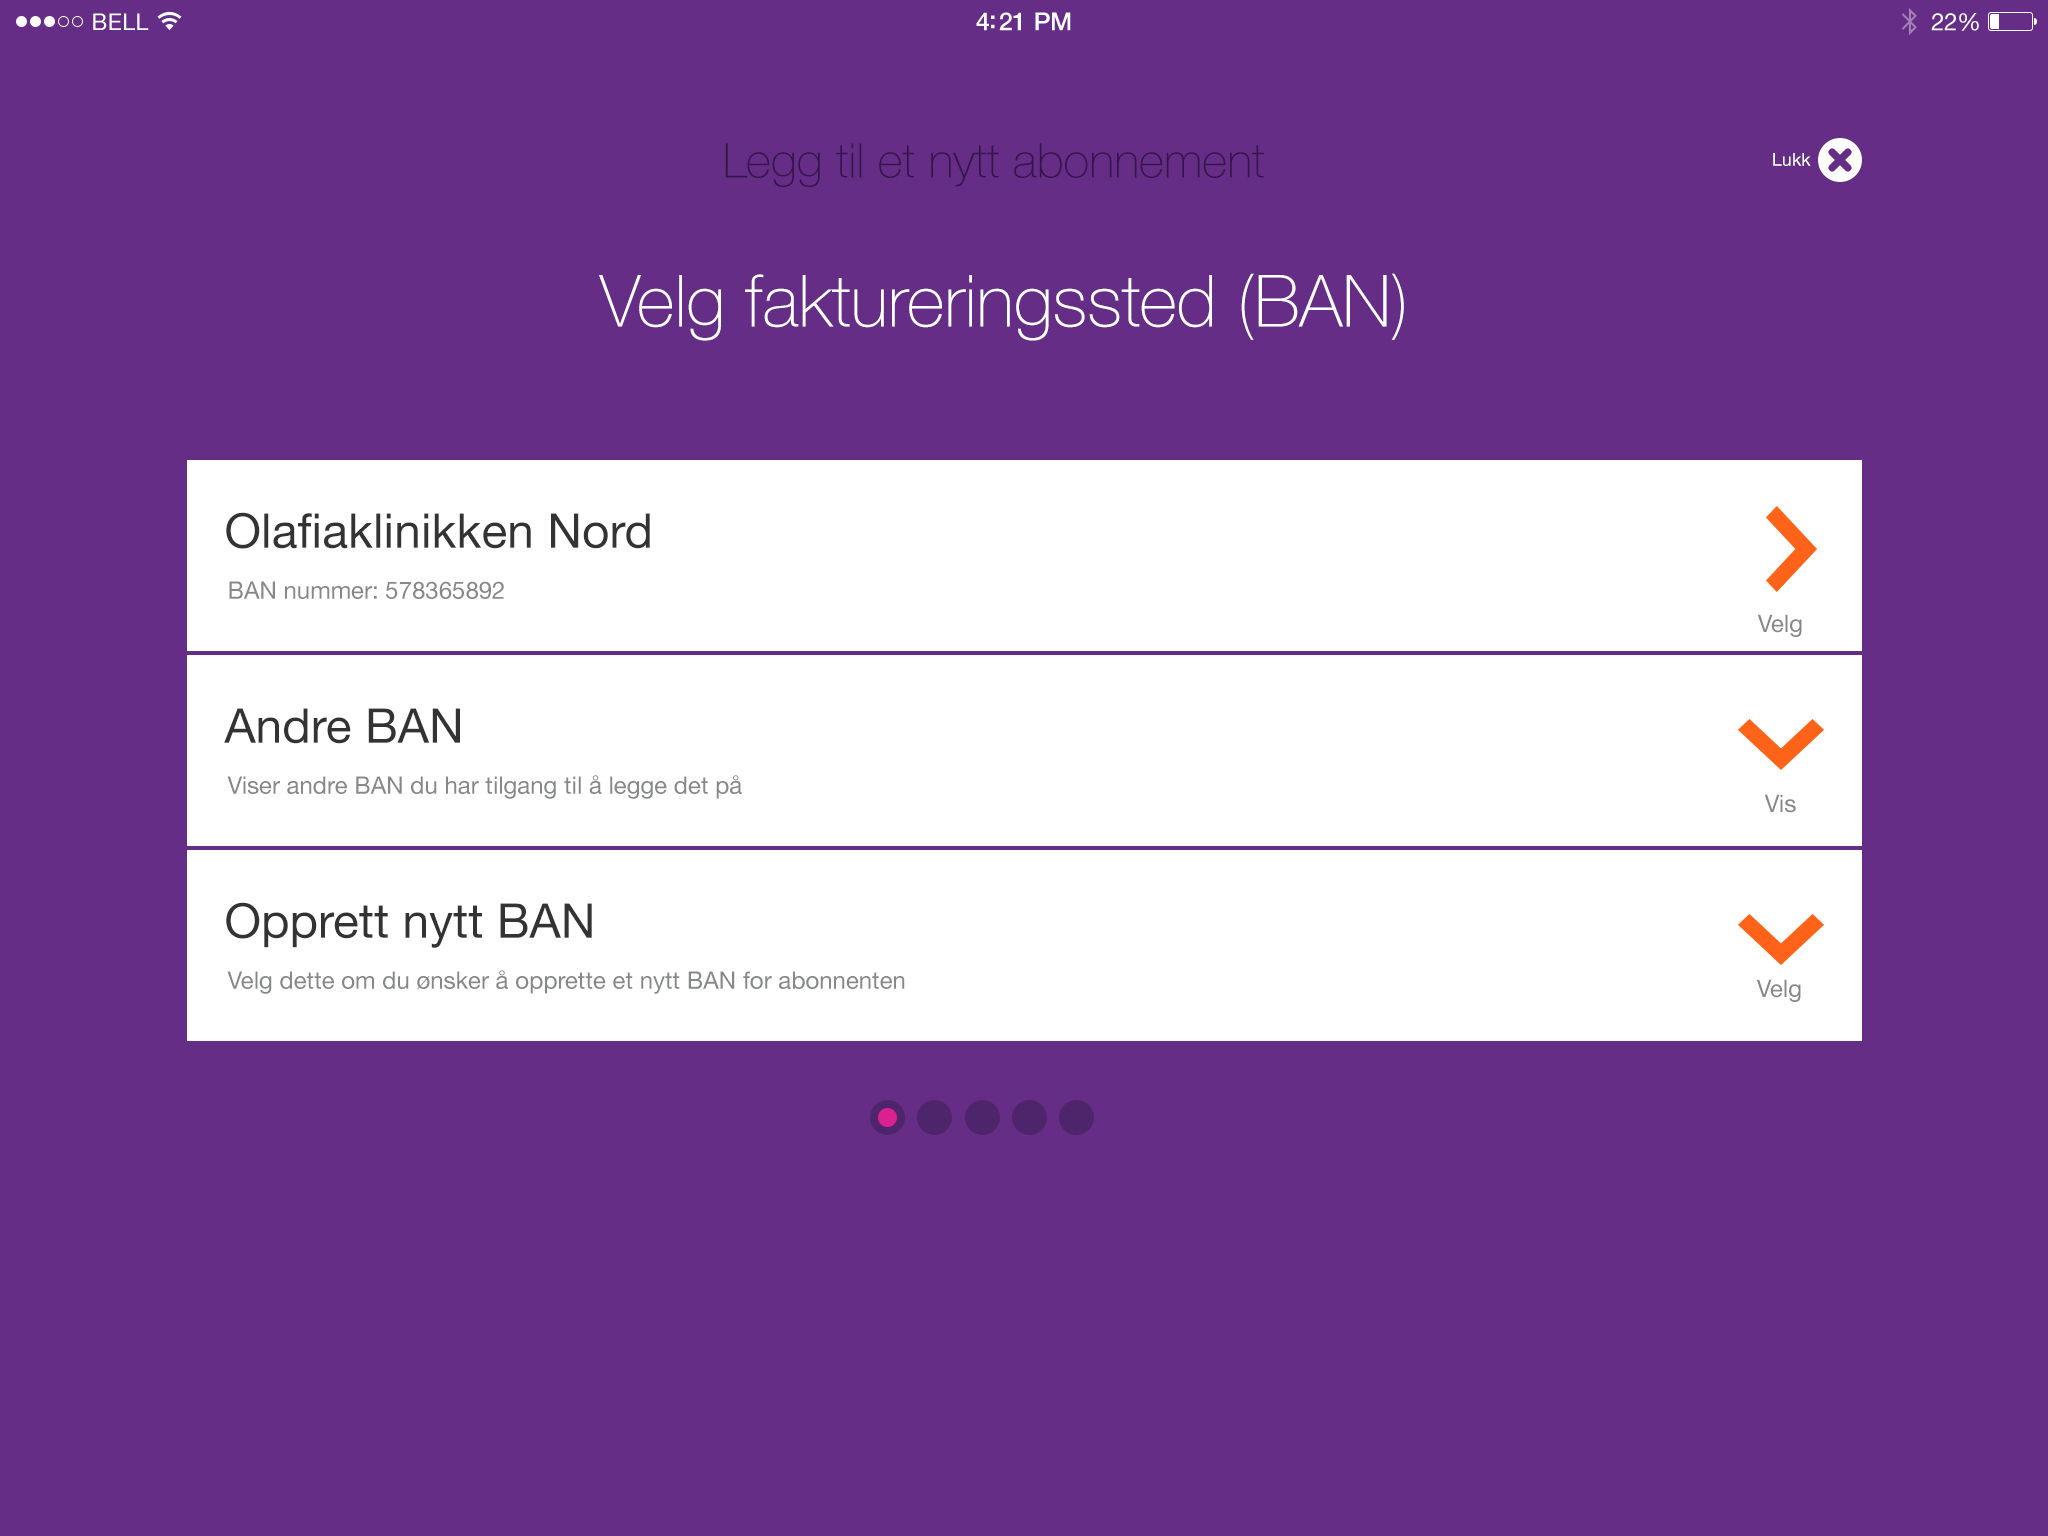 BELL 4:21 PM 22%
Legg til et nytt abonnement
Lukk
Velg faktureringssted (BAN)
Olafiaklinikken Nord
BAN nummer: 578365892
Velg
Andre BAN
Viser andre BAN du har tilgang til å legge det på
Vis
Opprett nytt BAN
Velg dette om du ønsker å opprette et nytt BAN for abonnenten
Velg